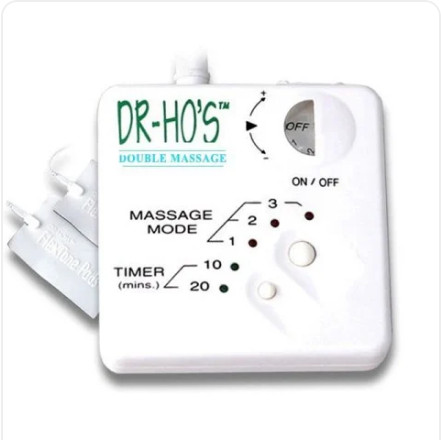 DR-HO'S™
DOUBLE MASSAGE
+
-
OFF
ON / OFF
MASSAGE MODE
3
2
1
TIMER
(mins.)
10
20